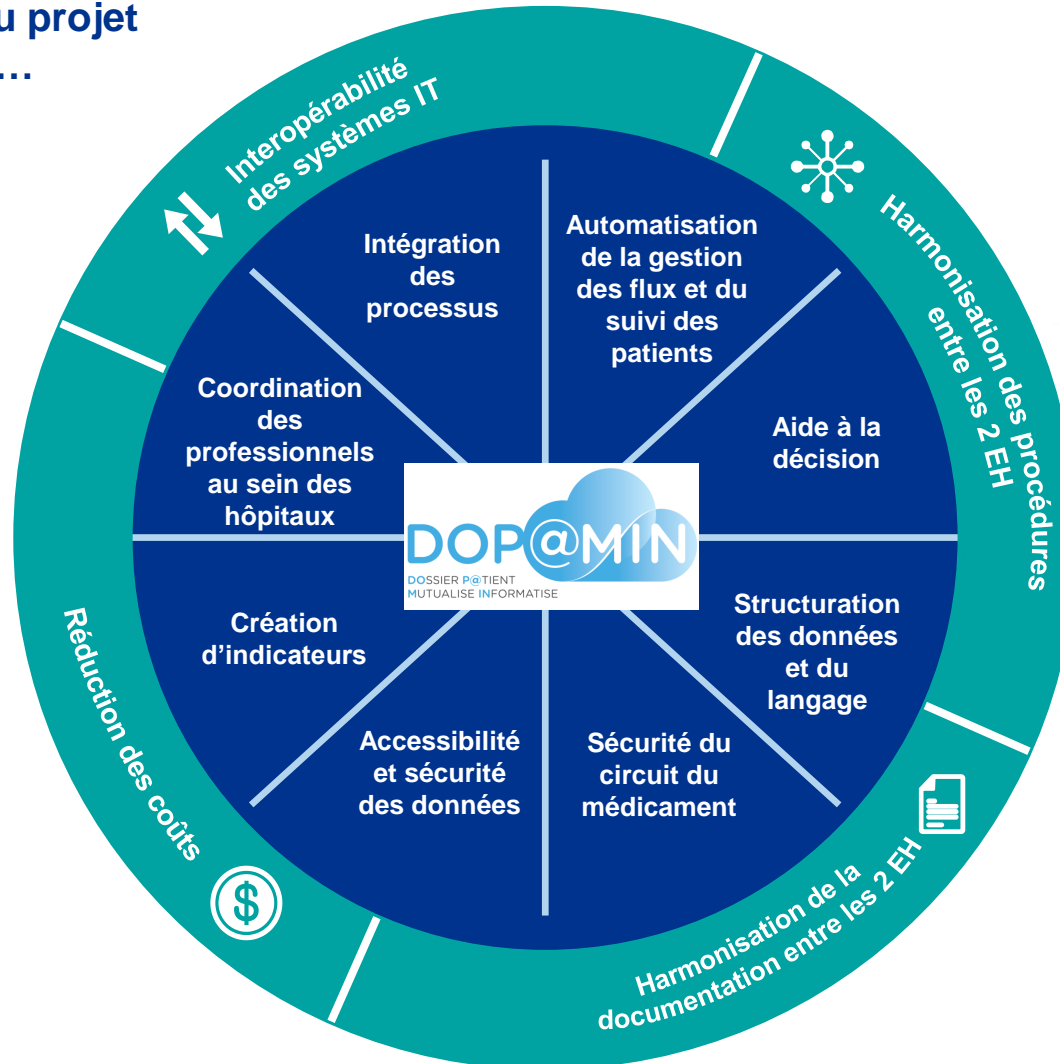 u projet
…
Interopérabilité
des systèmes IT
Harmonisation des procédures
entre les 2 EH
Intégration
des
processus
Automatisation
de la gestion
des flux et du
suivi des
patients
Coordination
des
professionnels
au sein des
hôpitaux
Aide à la
décision
DOP@MIN
DOSSIER P@TIENT
MUTUALISE INFORMATISE
Création
d’indicateurs
Structuration
des données
et du
langage
Accessibilité
et sécurité
des données
Sécurité du
circuit du
médicament
Réduction des coûts
$
Harmonisation de la
documentation entre les 2 EH